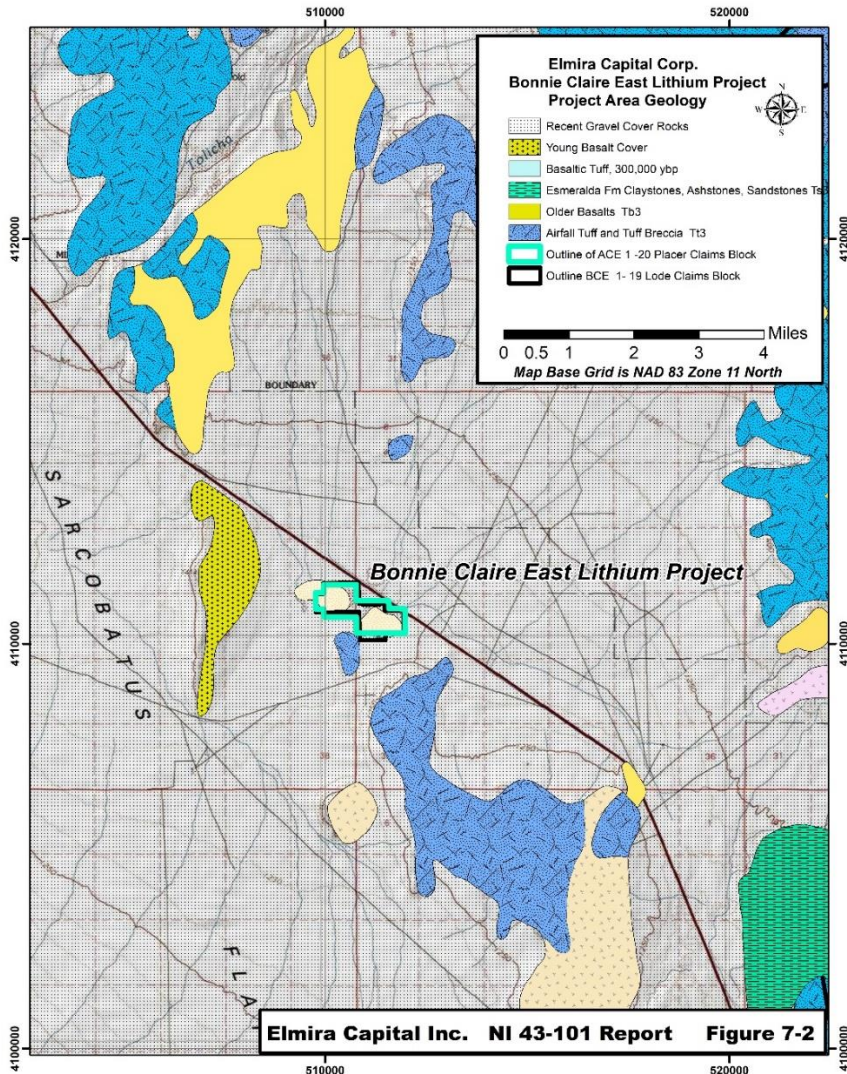 510000
520000
Elmira Capital Corp.
Bonnie Claire East Lithium Project
Project Area Geology
N
W
E
S
Recent Gravel Cover Rocks
Young Basalt Cover
Basaltic Tuff, 300,000 ybp
Esmeralda Fm Claystones, Ashstones, Sandstones Ts3
Older Basalts Tb3
Airfall Tuff and Tuff Breccia Tt3
Outline of ACE 1 -20 Placer Claims Block
Outline BCE 1- 19 Lode Claims Block
Miles
0 0.5 1 2 3 4
Map Base Grid is NAD 83 Zone 11 North
Tolicha
4120000
4120000
BOUNDARY
SARCOBATUS
Bonnie Claire East Lithium Project
4110000
4110000
36
31
FLA
4100000
4100000
Elmira Capital Inc. NI 43-101 Report Figure 7-2
510000
520000